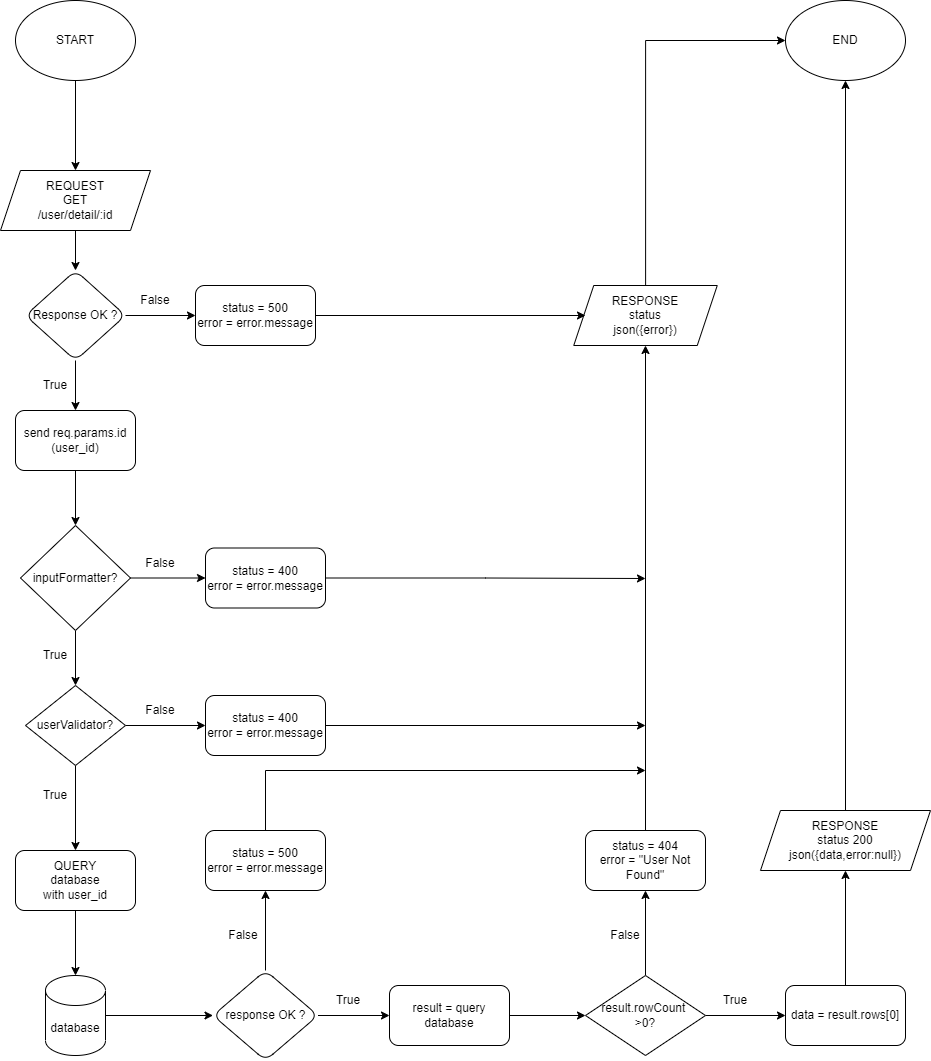 START
END
REQUEST
GET
/user/detail/:id
Response OK ?
False
status = 500
error = error.message
RESPONSE
status
json({error})
True
send req.params.id
(user_id)
inputFormatter?
False
status = 400
error = error.message
True
userValidator?
False
status = 400
error = error.message
True
QUERY
database
with user_id
status = 500
error = error.message
status = 404
error = "User Not
Found"
RESPONSE
status 200
json({data,error:null})
False
False
database
response OK ?
True
result = query
database
result.rowCount
>0?
True
data = result.rows[0]